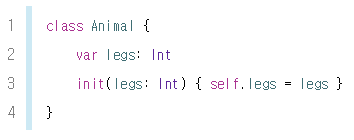 1 class Animal {
2     var legs: Int
3     init(legs: Int) { self.legs = legs }
4 }